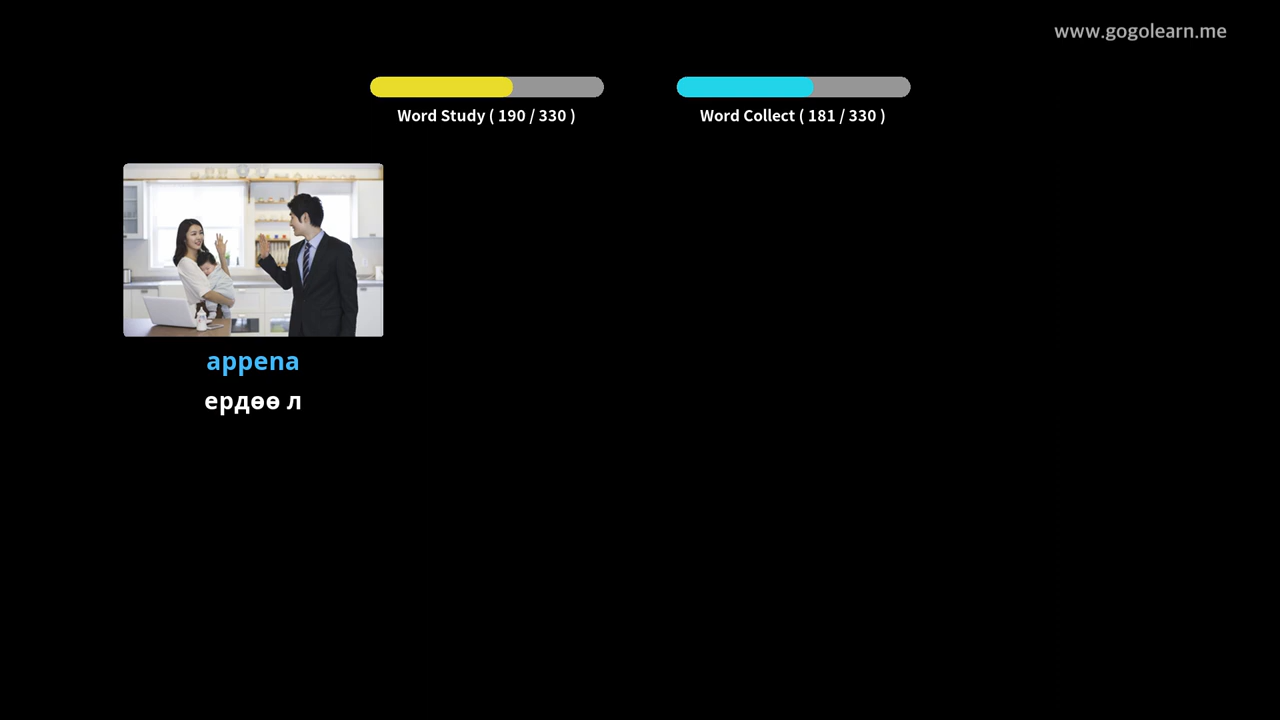 www.gogolearn.me
Word Study ( 190 / 330 )
Word Collect ( 181 / 330 )
appena
ердөө л